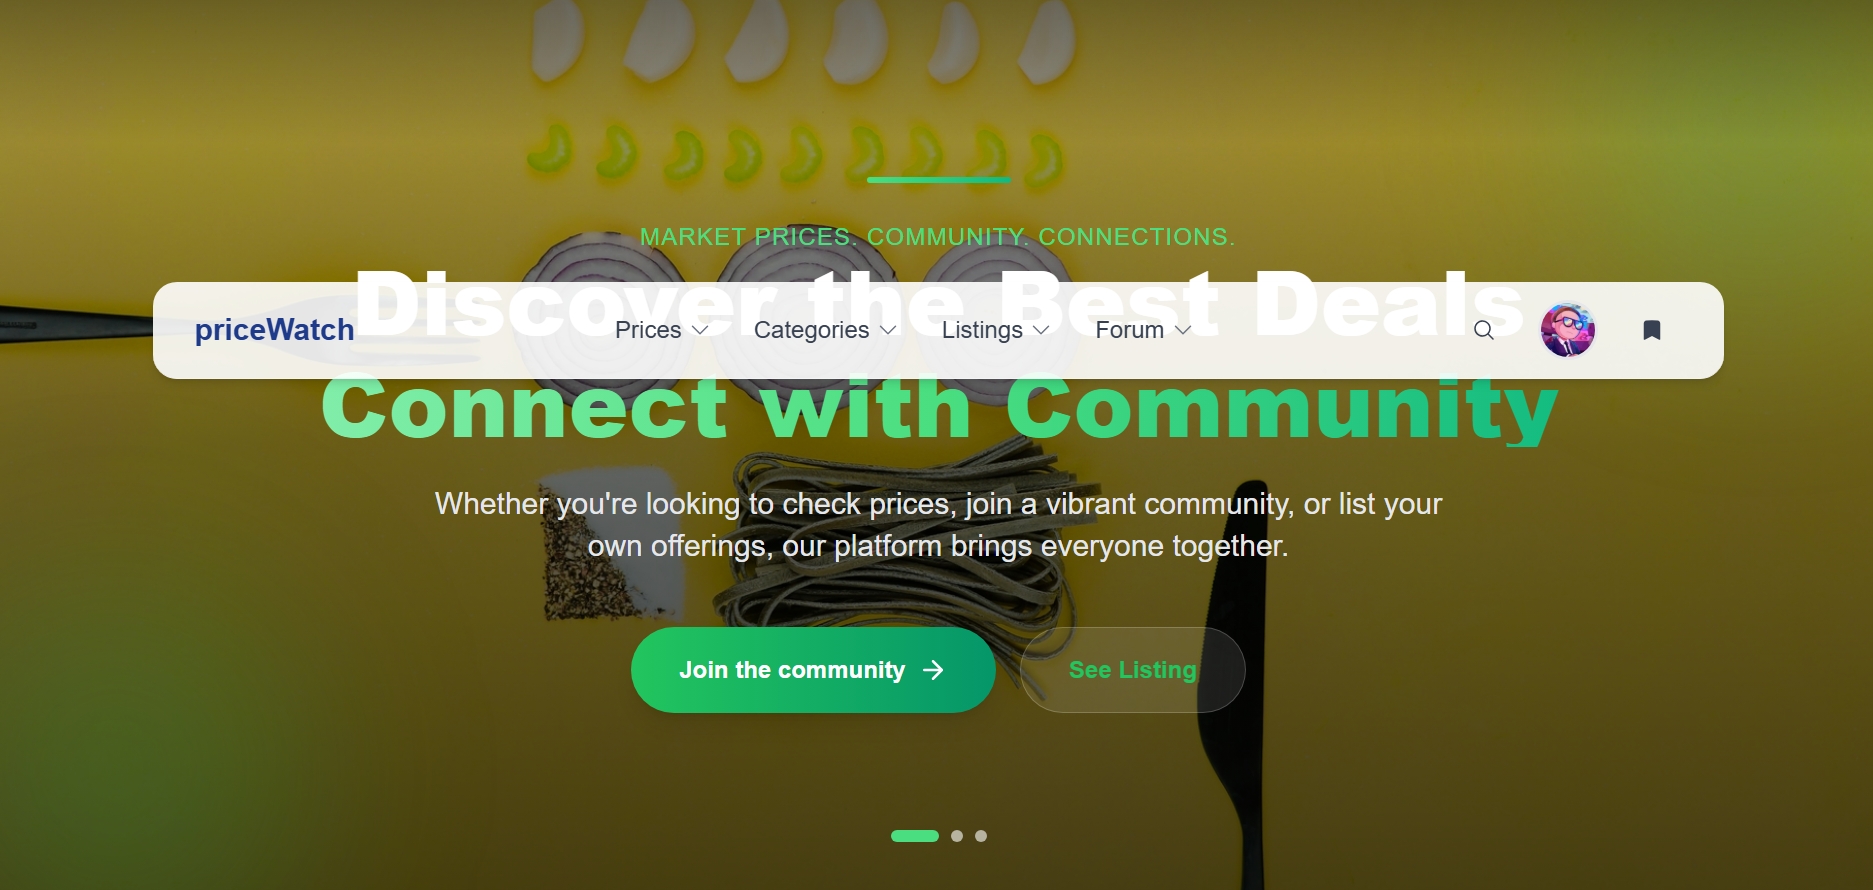 MARKET PRICES. COMMUNITY. CONNECTIONS.
Discover the Best Deals
priceWatch
Prices
Categories
Listings
Forum
Connect with Community
Whether you're looking to check prices, join a vibrant community, or list your
own offerings, our platform brings everyone together.
Join the community
See Listing